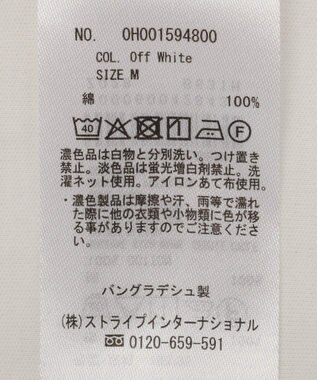 NO. 0H001594800
COL. Off White
SIZE M
綿 100%
40 F
濃色品は白物と分別洗い。つけ置き
禁止。淡色品は蛍光増白剤禁止。洗
濯ネット使用。アイロンあて布使用。
・濃色製品は摩擦や汗、雨等で濡れ
た際に他の衣類や小物類に色が移
る事がありますのでご注意くださ
い。
バングラデシュ製
(株)ストライプインターナショナル
0120-659-591